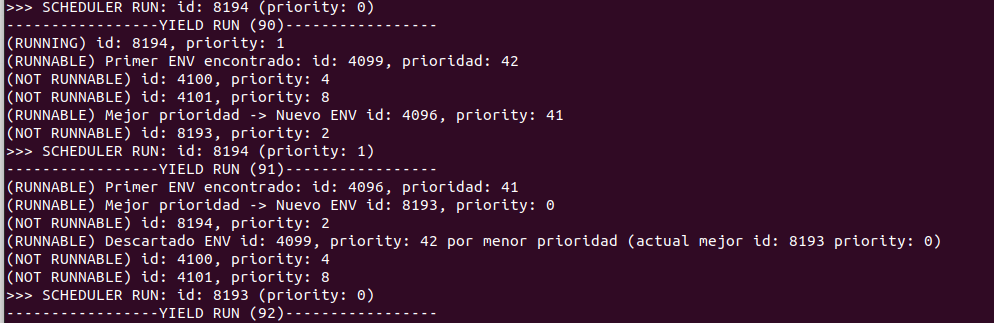 >>> SCHEDULER RUN: id: 8194 (priority: 0)
-----------------YIELD RUN (90)-----------------
(RUNNING) id: 8194, priority: 1
(RUNNABLE) Primer ENV encontrado: id: 4099, prioridad: 42
(NOT RUNNABLE) id: 4100, priority: 4
(NOT RUNNABLE) id: 4101, priority: 8
(RUNNABLE) Mejor prioridad -> Nuevo ENV id: 4096, priority: 41
(NOT RUNNABLE) id: 8193, priority: 2
>>> SCHEDULER RUN: id: 8194 (priority: 1)
-----------------YIELD RUN (91)-----------------
(RUNNABLE) Primer ENV encontrado: id: 4096, prioridad: 41
(RUNNABLE) Mejor prioridad -> Nuevo ENV id: 8193, priority: 0
(NOT RUNNABLE) id: 8194, priority: 2
(RUNNABLE) Descartado ENV id: 4099, priority: 42 por menor prioridad (actual mejor id: 8193 priority: 0)
(NOT RUNNABLE) id: 4100, priority: 4
(NOT RUNNABLE) id: 4101, priority: 8
>>> SCHEDULER RUN: id: 8193 (priority: 0)
-----------------YIELD RUN (92)-----------------